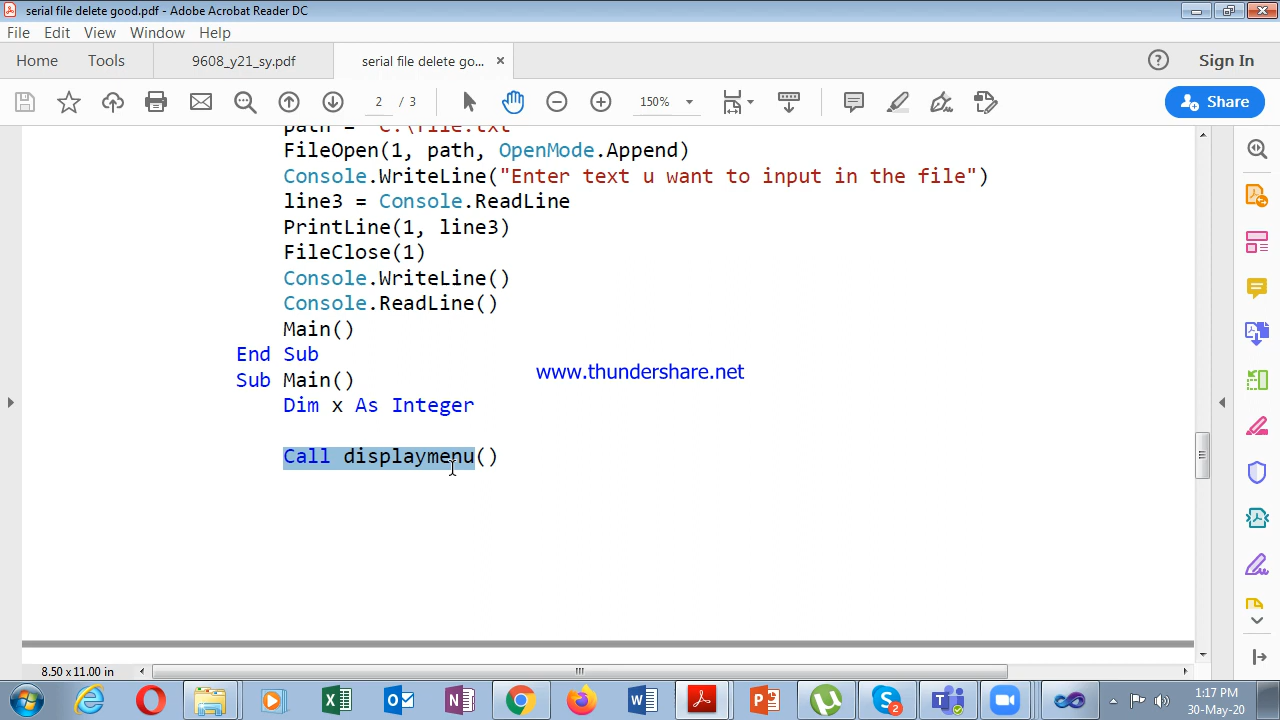 serial file delete good.pdf - Adobe Acrobat Reader DC
File Edit View Window Help
Home Tools 9608_y21_sy.pdf serial file delete go... × ? Sign In
2 / 3 150% Share
path = "C:\file.txt"
FileOpen(1, path, OpenMode.Append)
Console.WriteLine("Enter text u want to input in the file")
line3 = Console.ReadLine
PrintLine(1, line3)
FileClose(1)
Console.WriteLine()
Console.ReadLine()
Main()
End Sub
Sub Main()
www.thundershare.net
Dim x As Integer
Call displaymenu()
8.50 x 11.00 in
1:17 PM
30-May-20